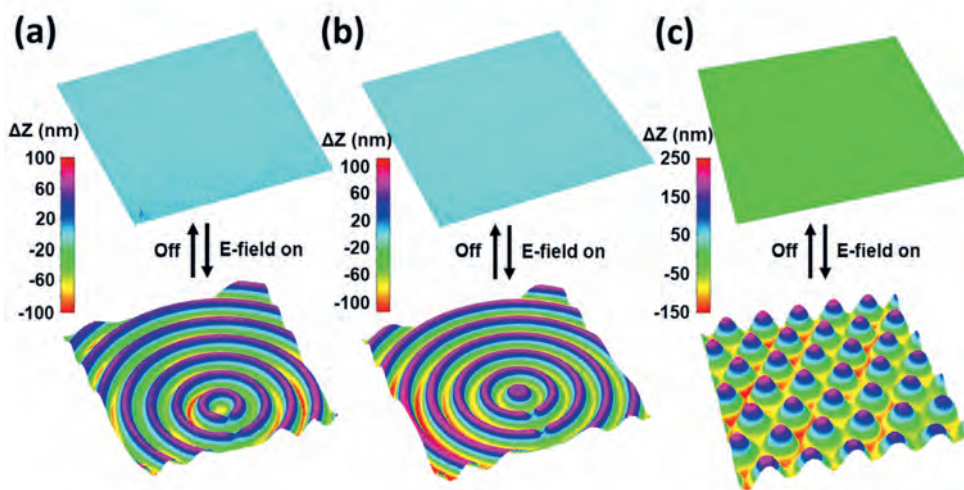 (a)
ΔZ (nm)
100
60
20
-20
-60
-100
Off
E-field on
(b)
ΔZ (nm)
100
60
20
-20
-60
-100
Off
E-field on
(c)
ΔZ (nm)
250
150
50
-50
-150
Off
E-field on